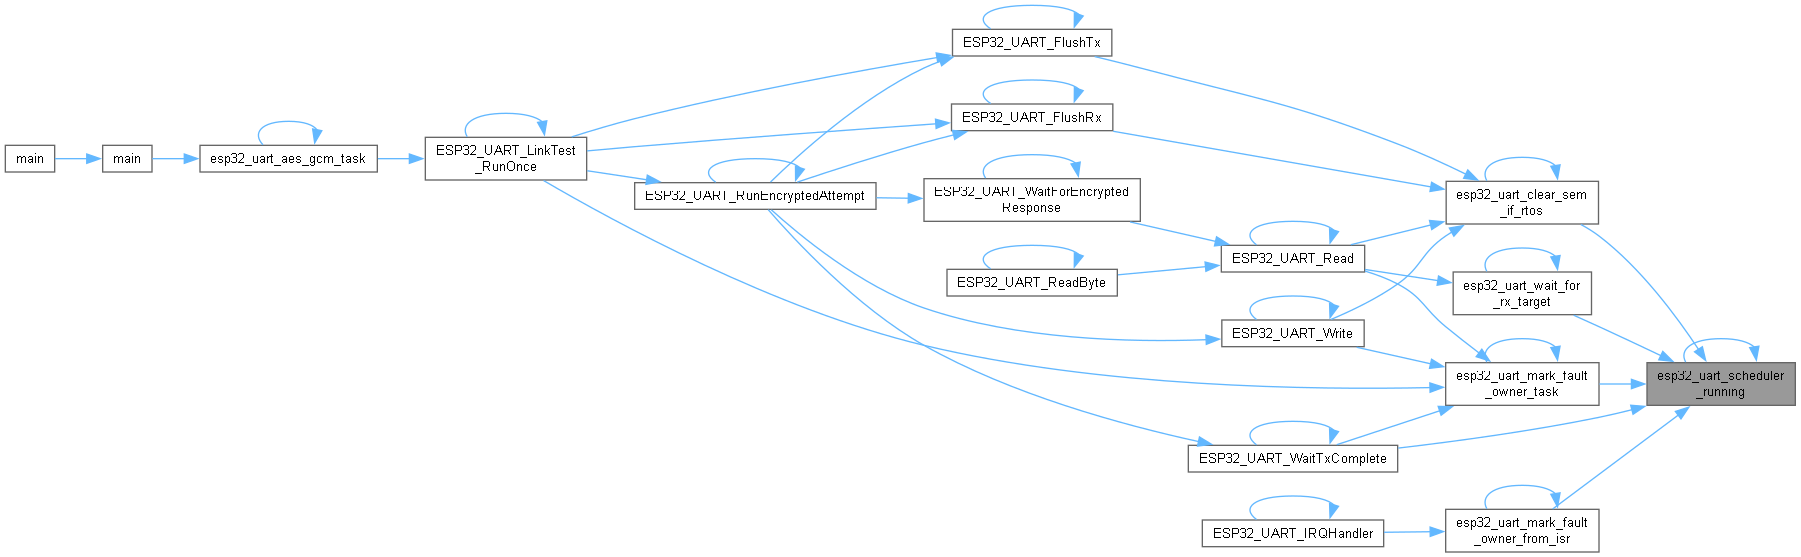 ESP32_UART_FlushTx
ESP32_UART_FlushRx
main
main
esp32_uart_aes_gcm_task
ESP32_UART_LinkTest
_RunOnce
ESP32_UART_RunEncryptedAttempt
ESP32_UART_WaitForEncrypted
Response
esp32_uart_clear_sem
_if_rtos
ESP32_UART_Read
ESP32_UART_ReadByte
esp32_uart_wait_for
_rx_target
ESP32_UART_Write
esp32_uart_mark_fault
_owner_task
esp32_uart_scheduler
_running
ESP32_UART_WaitTxComplete
ESP32_UART_IRQHandler
esp32_uart_mark_fault
_owner_from_isr